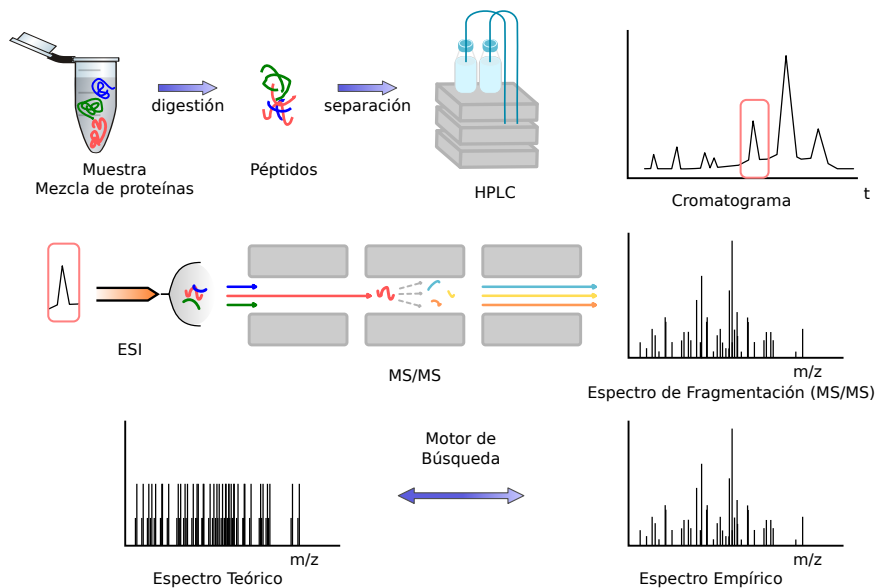 digestión
separación
Muestra
Mezcla de proteínas
Péptidos
HPLC
Cromatograma
t
ESI
MS/MS
m/z
Espectro de Fragmentación (MS/MS)
Motor de
Búsqueda
m/z
Espectro Teórico
m/z
Espectro Empírico